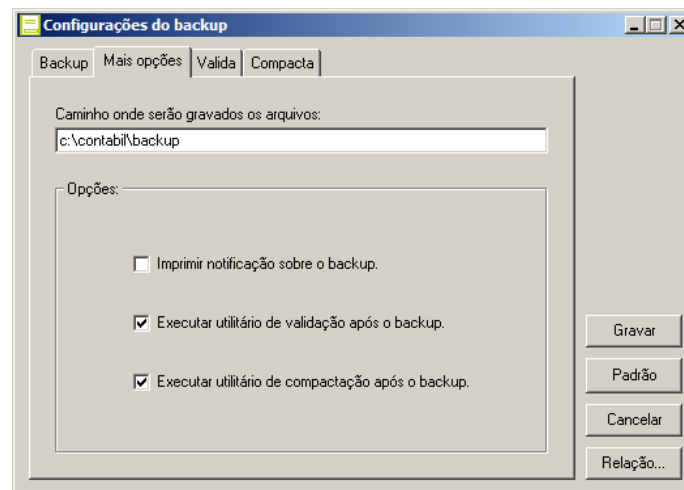 Configurações do backup
Backup Mais opções Valida Compacta
Caminho onde serão gravados os arquivos:
c:\contabil\backup
Opções:
Imprimir notificação sobre o backup.
Executar utilitário de validação após o backup.
Executar utilitário de compactação após o backup.
Gravar
Padrão
Cancelar
Relação...